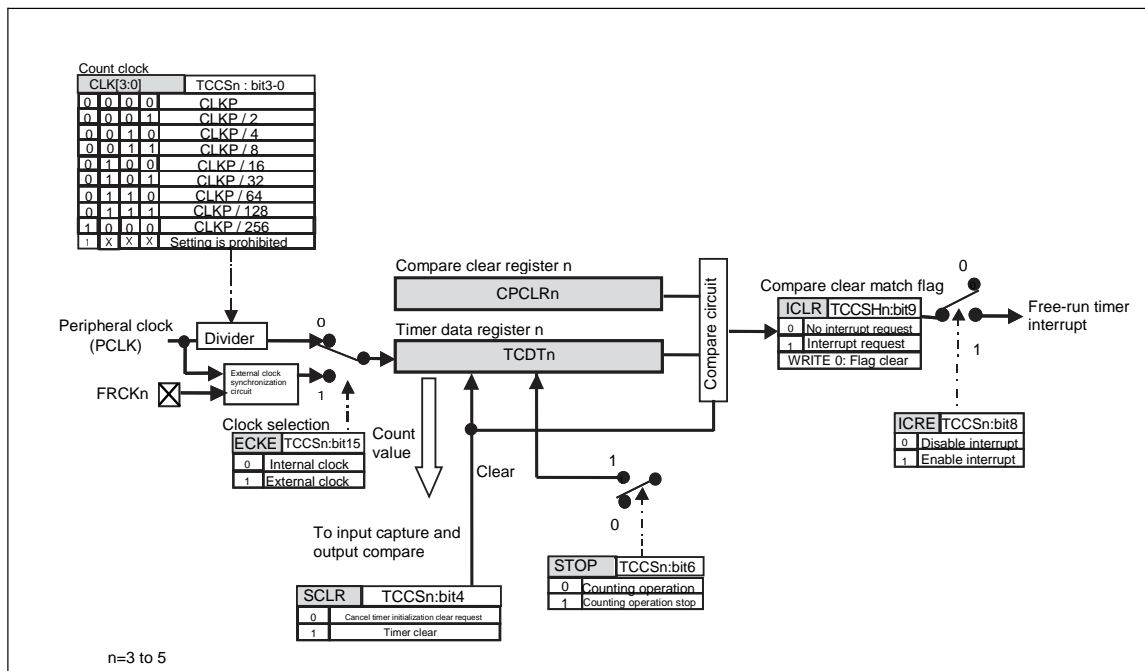 Count clock
CLK[3:0] TCCSn : bit3-0
0 0 0 0 CLKP
0 0 0 1 CLKP / 2
0 0 1 0 CLKP / 4
0 0 1 1 CLKP / 8
0 1 0 0 CLKP / 16
0 1 0 1 CLKP / 32
0 1 1 0 CLKP / 64
0 1 1 1 CLKP / 128
1 0 0 0 CLKP / 256
1 X X X Setting is prohibited
Compare clear register n
CPCLRn
Timer data register n
TCDTn
Compare circuit
Compare clear match flag
ICLR TCCSHn:bit9
0 No interrupt request
1 Interrupt request
WRITE 0: Flag clear
0
1
Free-run timer
interrupt
Peripheral clock
(PCLK)
Divider
0
External clock
synchronization
circuit
1
FRCKn
Clock selection
ECKE TCCSn:bit15
0 Internal clock
1 External clock
Count
value
Clear
1
0
ICRE TCCSn:bit8
0 Disable interrupt
1 Enable interrupt
To input capture and
output compare
STOP TCCSn:bit6
0 Counting operation
1 Counting operation stop
SCLR TCCSn:bit4
0 Cancel timer initialization clear request
1 Timer clear
n=3 to 5